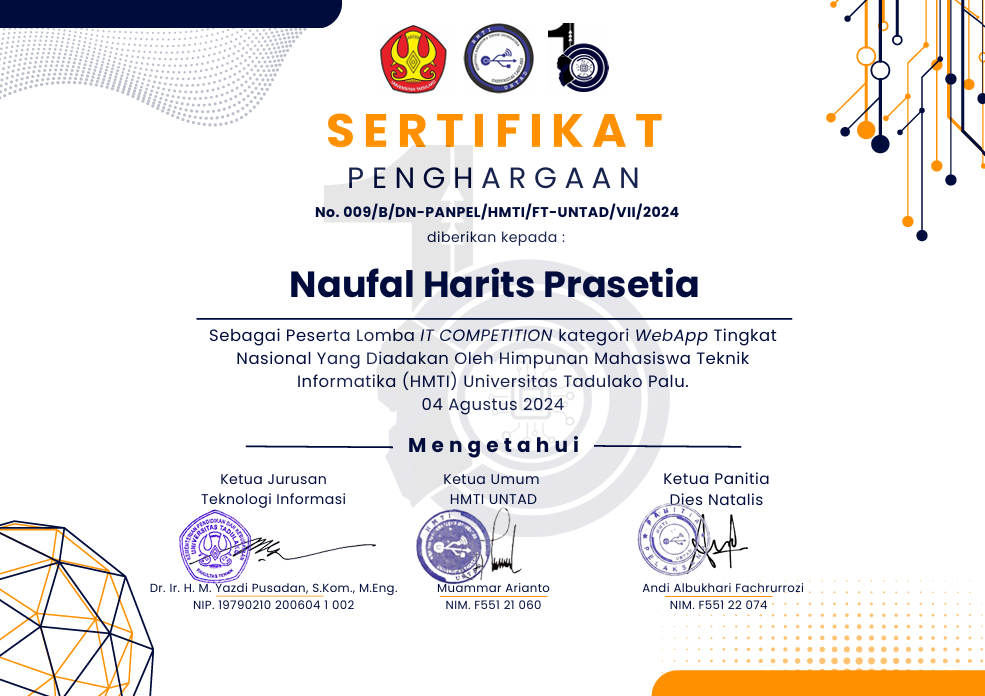 SERTIFIKAT
PENGHARGAAN
No. 009/B/DN-PANPEL/HMTI/FT-UNTAD/VII/2024
diberikan kepada :
Naufal Harits Prasetia
Sebagai Peserta Lomba IT COMPETITION kategori WebApp Tingkat
Nasional Yang Diadakan Oleh Himpunan Mahasiswa Teknik
Informatika (HMTI) Universitas Tadulako Palu.
04 Agustus 2024
Mengetahui
Ketua Jurusan
Teknologi Informasi
Dr. Ir. H. M. Yazdi Pusadan, S.Kom., M.Eng.
NIP. 19790210 200604 1 002
Ketua Umum
HMTI UNTAD
HMTI
UNTAD
Muammar Arianto
NIM. F551 21 060
Ketua Panitia
Dies Natalis
PANITIA
PELAKS
Andi Albukhari Fachrurrozi
NIM. F551 22 074